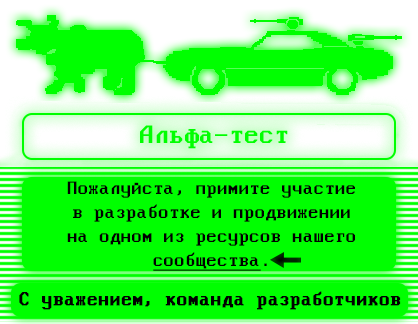 Альфа-тест
Пожалуйста, примите участие
в разработке и продвижении
на одном из ресурсов нашего
сообщества.
С уважением, команда разработчиков